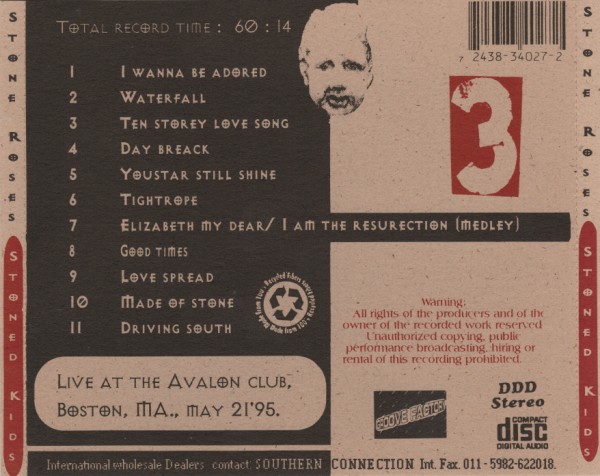 Total record time: 60:14
7 2438-34027-2
3
1 I wanna be adored
2 Waterfall
3 Ten storey love song
4 Day breack
5 Youstar still shine
6 Tightrope
7 Elizabeth my dear/ I am the resurection (medley)
8 Good times
9 Love spread
10 Made of stone
11 Driving south
Live at the Avalon club,
Boston, MA., may 21'95.
Warning:
All rights of the producers and of the
owner of the recorded work reserved
Unauthorized copying, public
performance broadcasting, hiring or
rental of this recording prohibited.
GROOVE FACTORY
DDD
Stereo
COMPACT
disc
DIGITAL AUDIO
International wholesale Dealers contact SOUTHERN CONNECTION Int. Fax. 011-5982-622018.
Stone Roses
Stoned Kids
Stone Roses
Stoned Kids